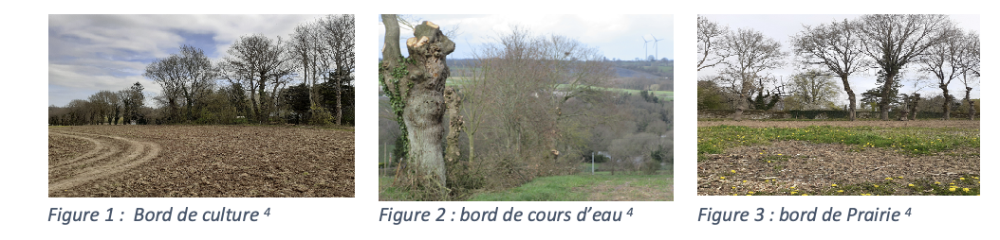 Figure 1 :  Bord de culture ⁴
Figure 2 : bord de cours d’eau ⁴
Figure 3 : bord de Prairie ⁴